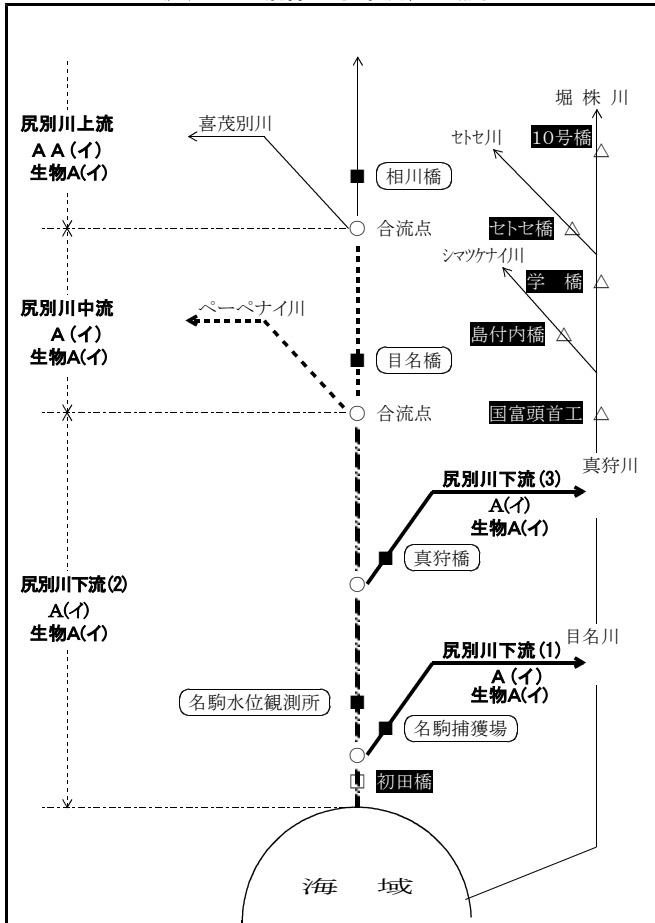 堀 株 川
尻別川上流
ＡＡ(イ)
生物A(イ)
喜茂別川
セトセ川
10号橋
相川橋
合流点
セトセ橋
シマツケナイ川
学　橋
尻別川中流
Ａ(イ)
生物A(イ)
ペーペナイ川
目名橋
島付内橋
合流点
国富頭首工
真狩川
尻別川下流(3)
A(イ)
生物A(イ)
真狩橋
尻別川下流(2)
A(イ)
生物A(イ)
目名川
尻別川下流(1)
Ａ(イ)
生物A(イ)
名駒水位観測所
名駒捕獲場
初田橋
海　域